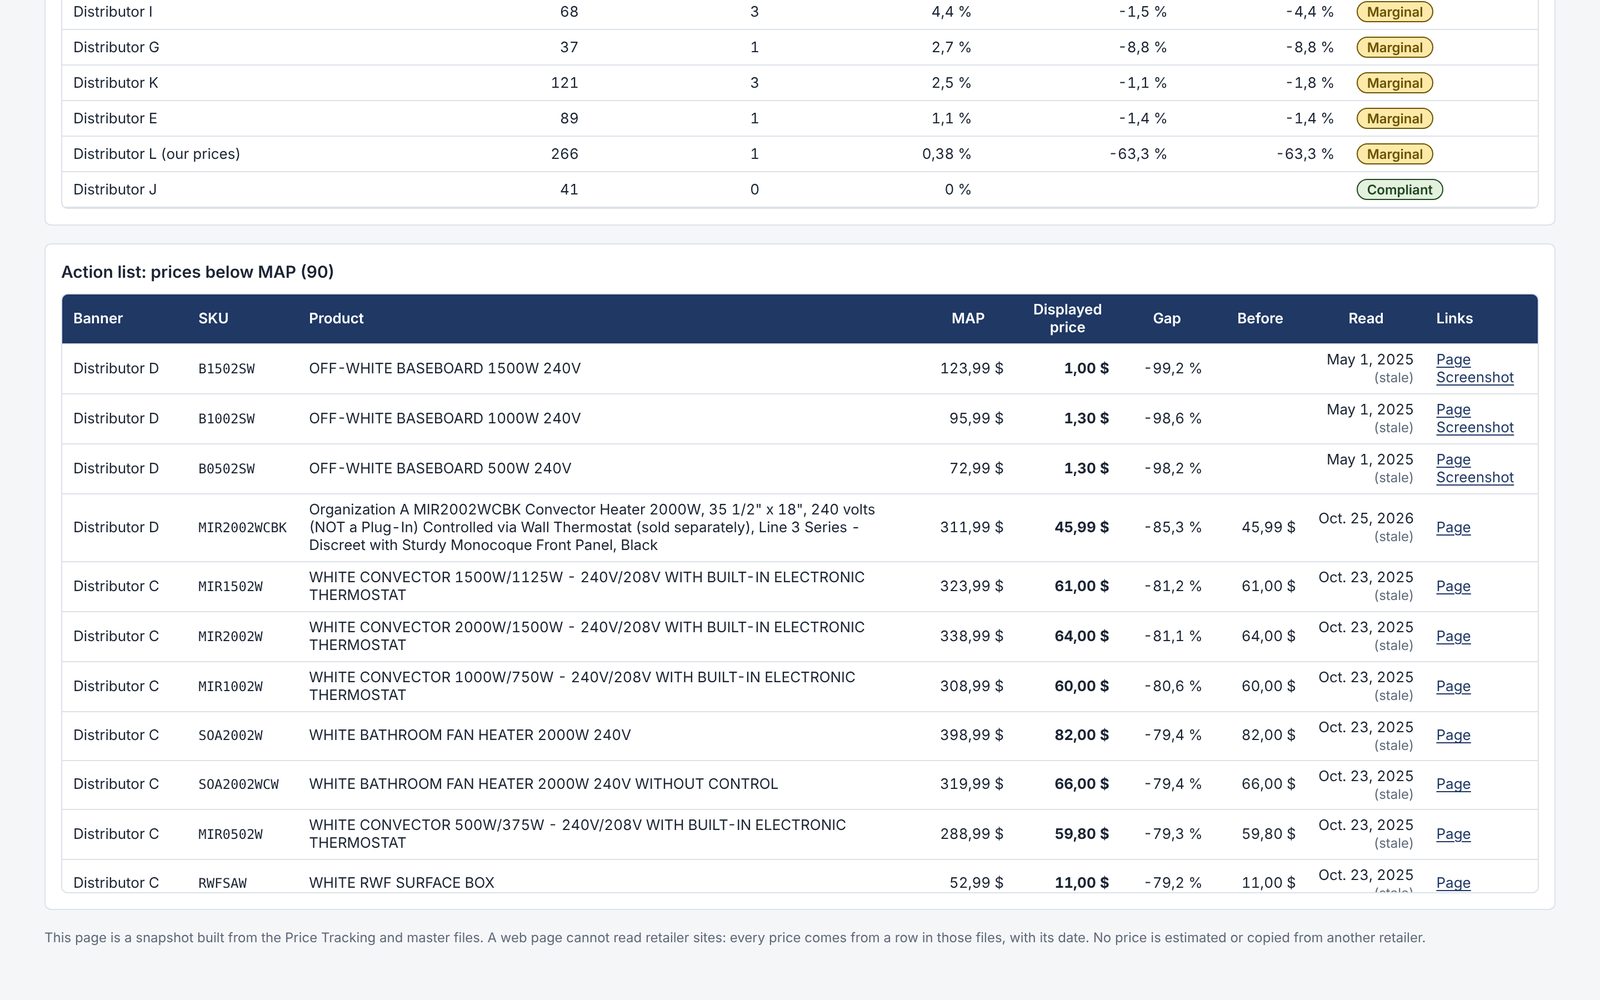 Distributor I 68 3 4,4 % -1,5 % -4,4 % Marginal
Distributor G 37 1 2,7 % -8,8 % -8,8 % Marginal
Distributor K 121 3 2,5 % -1,1 % -1,8 % Marginal
Distributor E 89 1 1,1 % -1,4 % -1,4 % Marginal
Distributor L (our prices) 266 1 0,38 % -63,3 % -63,3 % Marginal
Distributor J 41 0 0 % Compliant
Action list: prices below MAP (90)
Banner SKU Product MAP Displayed price Gap Before Read Links
Distributor D B1502SW OFF-WHITE BASEBOARD 1500W 240V 123,99 $ 1,00 $ -99,2 % May 1, 2025 Page
(stale) Screenshot
Distributor D B1002SW OFF-WHITE BASEBOARD 1000W 240V 95,99 $ 1,30 $ -98,6 % May 1, 2025 Page
(stale) Screenshot
Distributor D B0502SW OFF-WHITE BASEBOARD 500W 240V 72,99 $ 1,30 $ -98,2 % May 1, 2025 Page
(stale) Screenshot
Organization A MIR2002WCBK Convector Heater 2000W, 35 1/2" x 18", 240 volts
Distributor D MIR2002WCBK (NOT a Plug-In) Controlled via Wall Thermostat (sold separately), Line 3 Series - 311,99 $ 45,99 $ -85,3 % 45,99 $ Oct. 25, 2026 Page
Discreet with Sturdy Monocoque Front Panel, Black (stale)
Distributor C MIR1502W WHITE CONVECTOR 1500W/1125W - 240V/208V WITH BUILT-IN ELECTRONIC 323,99 $ 61,00 $ -81,2 % 61,00 $ Oct. 23, 2025 Page
THERMOSTAT (stale)
Distributor C MIR2002W WHITE CONVECTOR 2000W/1500W - 240V/208V WITH BUILT-IN ELECTRONIC 338,99 $ 64,00 $ -81,1 % 64,00 $ Oct. 23, 2025 Page
THERMOSTAT (stale)
Distributor C MIR1002W WHITE CONVECTOR 1000W/750W - 240V/208V WITH BUILT-IN ELECTRONIC 308,99 $ 60,00 $ -80,6 % 60,00 $ Oct. 23, 2025 Page
THERMOSTAT (stale)
Distributor C SOA2002W WHITE BATHROOM FAN HEATER 2000W 240V 398,99 $ 82,00 $ -79,4 % 82,00 $ Oct. 23, 2025 Page
(stale)
Distributor C SOA2002WCW WHITE BATHROOM FAN HEATER 2000W 240V WITHOUT CONTROL 319,99 $ 66,00 $ -79,4 % 66,00 $ Oct. 23, 2025 Page
(stale)
Distributor C MIR0502W WHITE CONVECTOR 500W/375W - 240V/208V WITH BUILT-IN ELECTRONIC 288,99 $ 59,80 $ -79,3 % 59,80 $ Oct. 23, 2025 Page
THERMOSTAT (stale)
Distributor C RWFSAW WHITE RWF SURFACE BOX 52,99 $ 11,00 $ -79,2 % 11,00 $ Oct. 23, 2025 Page
This page is a snapshot built from the Price Tracking and master files. A web page cannot read retailer sites: every price comes from a row in those files, with its date. No price is estimated or copied from another retailer.